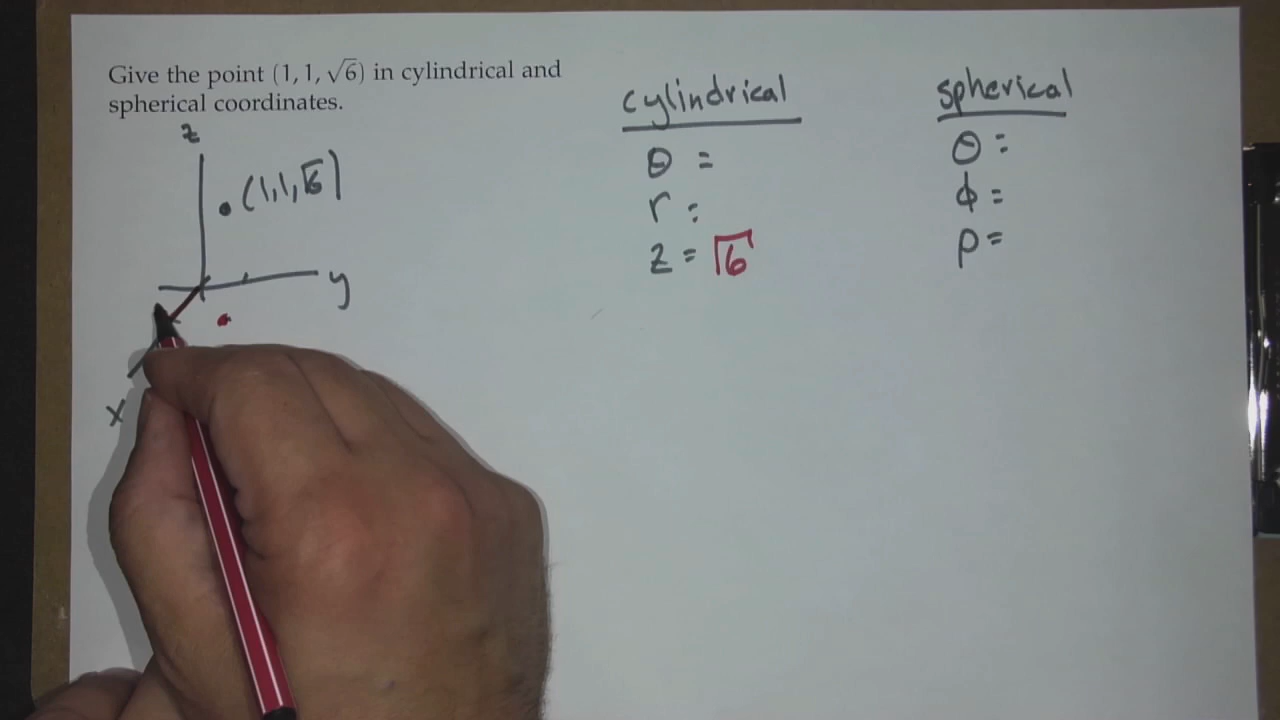 Give the point (1, 1, √6) in cylindrical and
spherical coordinates.
z
(1,1,√6)
y
x
cylindrical
θ =
r :
z = √6
spherical
θ :
ϕ =
ρ =